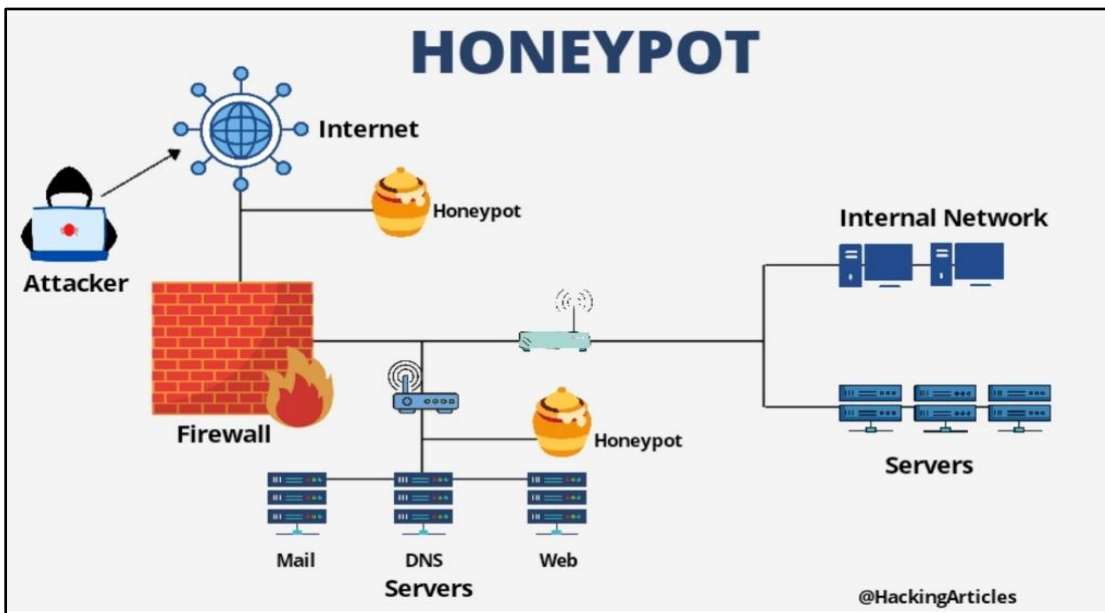 HONEYPOT
Internet
Honeypot
Attacker
Internal Network
Firewall
Honeypot
Servers
Mail
DNS
Web
Servers
@HackingArticles